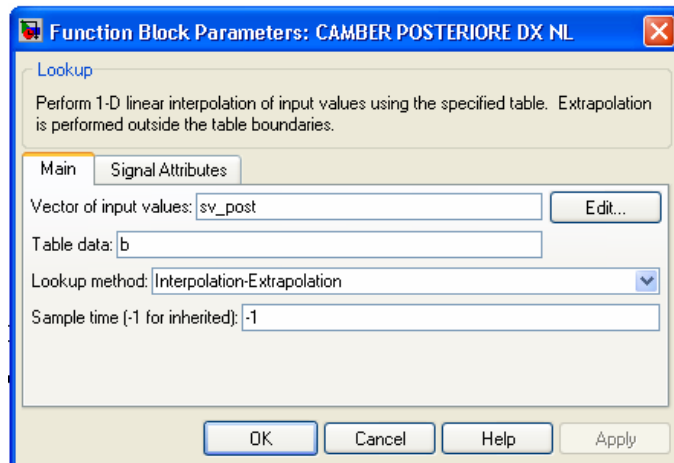 Function Block Parameters: CAMBER POSTERIORE DX NL
Lookup
Perform 1-D linear interpolation of input values using the specified table. Extrapolation
is performed outside the table boundaries.
Main Signal Attributes
Vector of input values: sv_post Edit...
Table data: b
Lookup method: Interpolation-Extrapolation
Sample time (-1 for inherited): -1
OK Cancel Help Apply